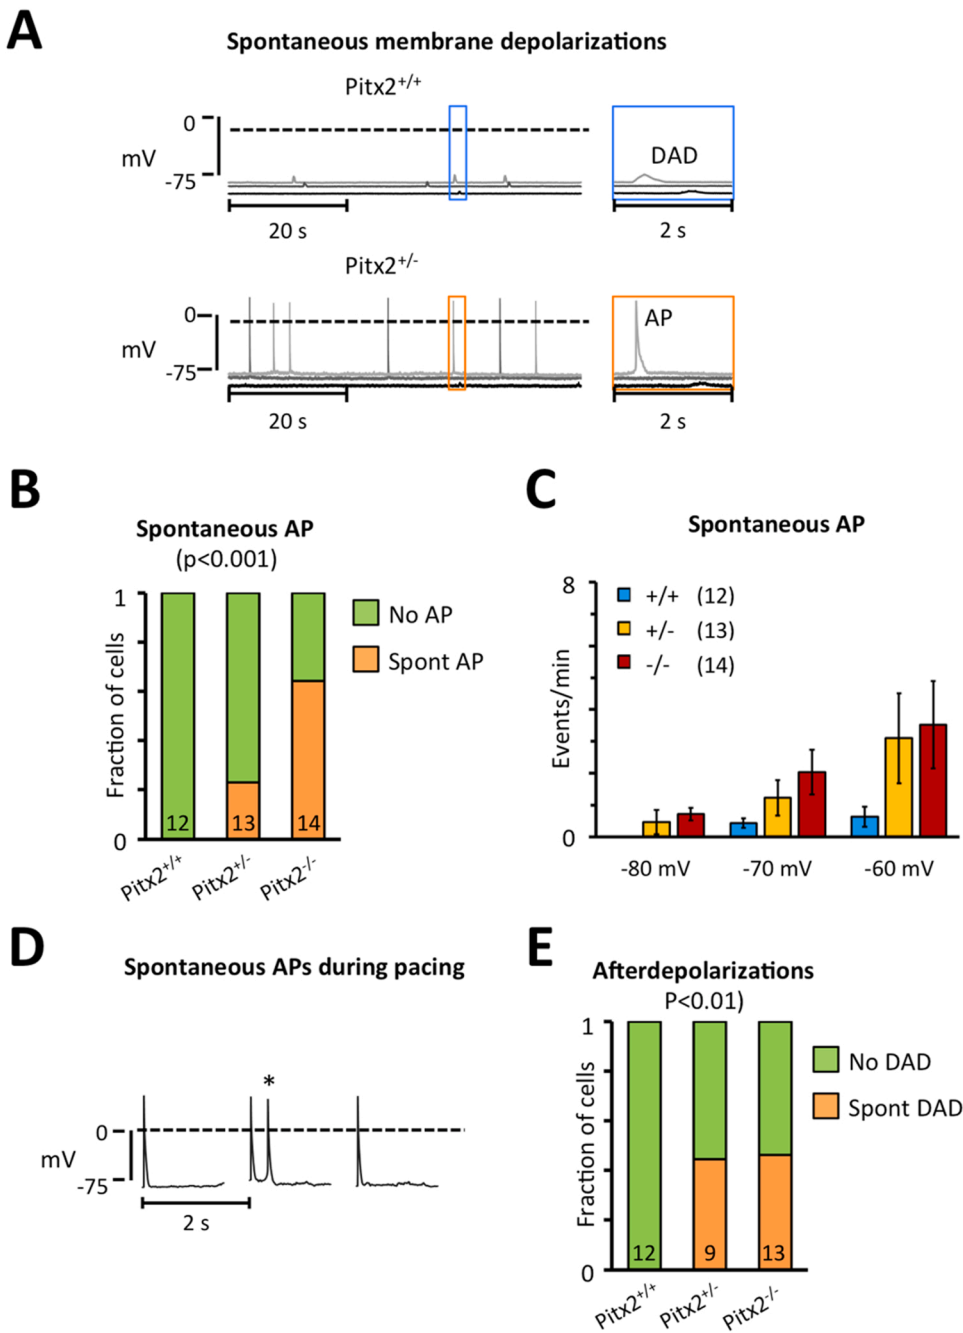 A
Spontaneous membrane depolarizations
Pitx2+/+
0
mV
-75
DAD
20 s
2 s
Pitx2+/-
0
mV
-75
AP
20 s
2 s
B
Spontaneous AP
(p<0.001)
1
Fraction of cells
0
12
13
14
No AP
Spont AP
Pitx2+/+
Pitx2+/-
Pitx2-/-
C
Spontaneous AP
8
Events/min
0
+/+ (12)
+/- (13)
-/- (14)
-80 mV
-70 mV
-60 mV
D
Spontaneous APs during pacing
*
0
mV
-75
2 s
E
Afterdepolarizations
P<0.01)
1
Fraction of cells
0
12
9
13
No DAD
Spont DAD
Pitx2+/+
Pitx2+/-
Pitx2-/-